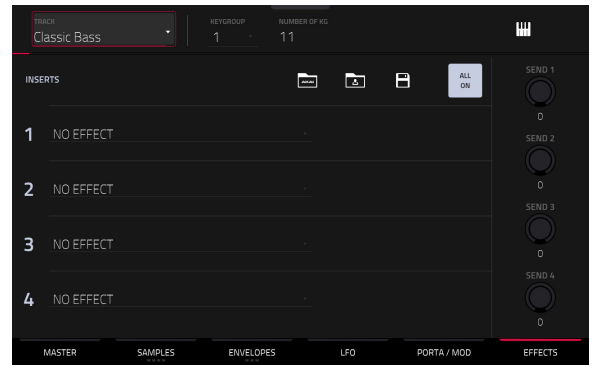 TRACK KEYGROUP NUMBER OF KG
Classic Bass 1 11
INSERTS ALL ON SEND 1
0
1 NO EFFECT SEND 2
0
2 NO EFFECT
SEND 3
3 NO EFFECT 0
SEND 4
4 NO EFFECT
0
MASTER SAMPLES ENVELOPES LFO PORTA / MOD EFFECTS